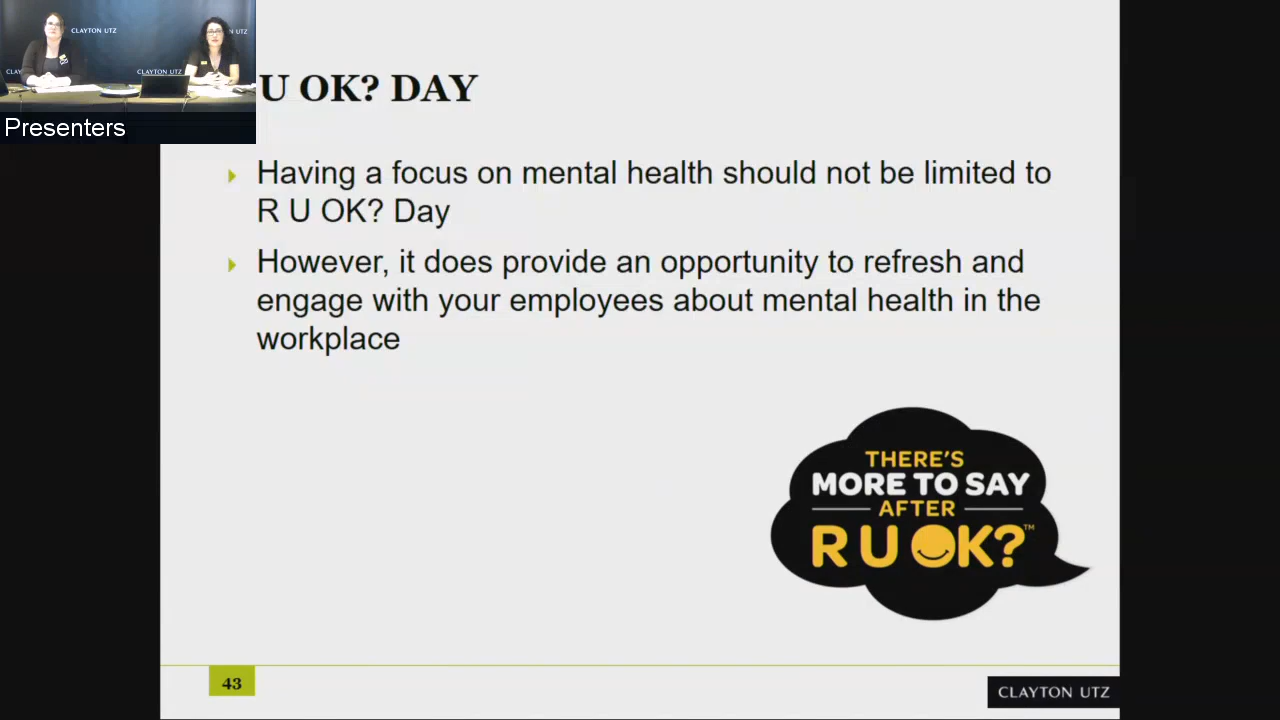 CLAYTON UTZ
UTZ
CLAYTON UTZ
Presenters
U OK? DAY
Having a focus on mental health should not be limited to
R U OK? Day
However, it does provide an opportunity to refresh and
engage with your employees about mental health in the
workplace
THERE'S
MORE TO SAY
AFTER
R U OK?™
43
CLAYTON UTZ